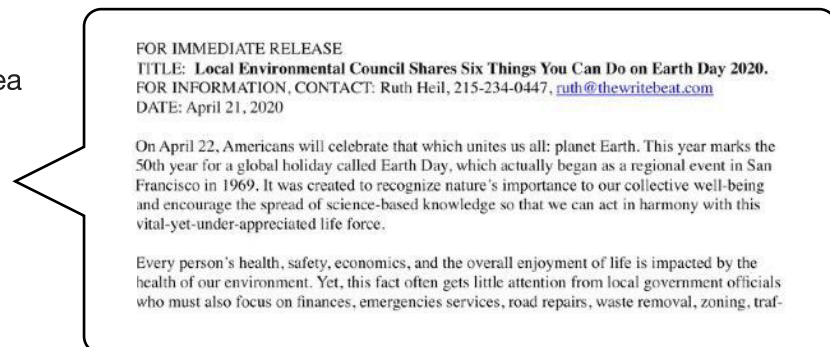 ea
FOR IMMEDIATE RELEASE
TITLE: Local Environmental Council Shares Six Things You Can Do on Earth Day 2020.
FOR INFORMATION, CONTACT: Ruth Heil, 215-234-0447, ruth@thewritebeat.com
DATE: April 21, 2020
On April 22, Americans will celebrate that which unites us all: planet Earth. This year marks the
50th year for a global holiday called Earth Day, which actually began as a regional event in San
Francisco in 1969. It was created to recognize nature's importance to our collective well-being
and encourage the spread of science-based knowledge so that we can act in harmony with this
vital-yet-under-appreciated life force.
Every person's health, safety, economics, and the overall enjoyment of life is impacted by the
health of our environment. Yet, this fact often gets little attention from local government officials
who must also focus on finances, emergencies services, road repairs, waste removal, zoning, traf-